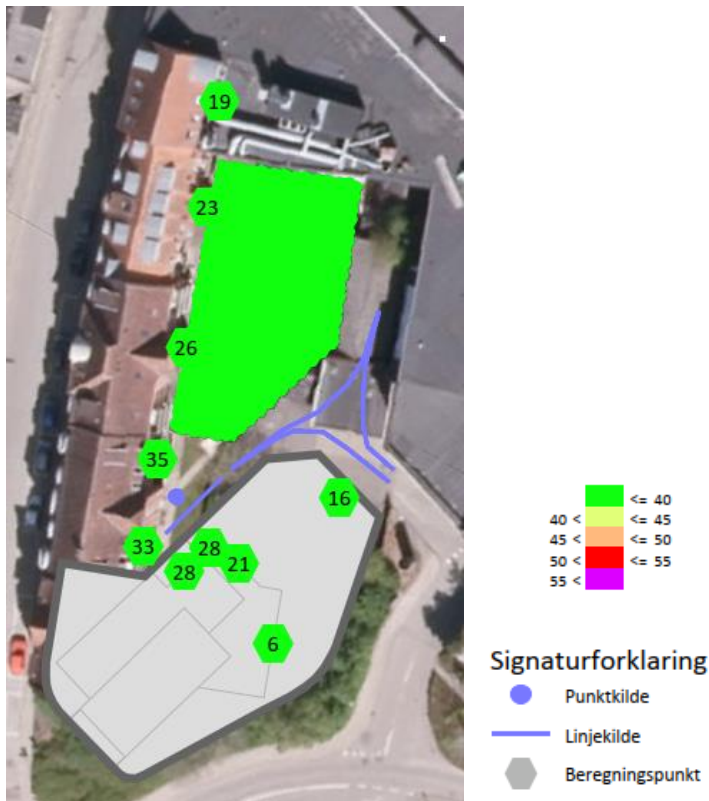 19
23
26
35
16
33
28
28
21
6
<= 40
40 < <= 45
45 < <= 50
50 < <= 55
55 <
Signaturforklaring
Punktkilde
Linjekilde
Beregningspunkt